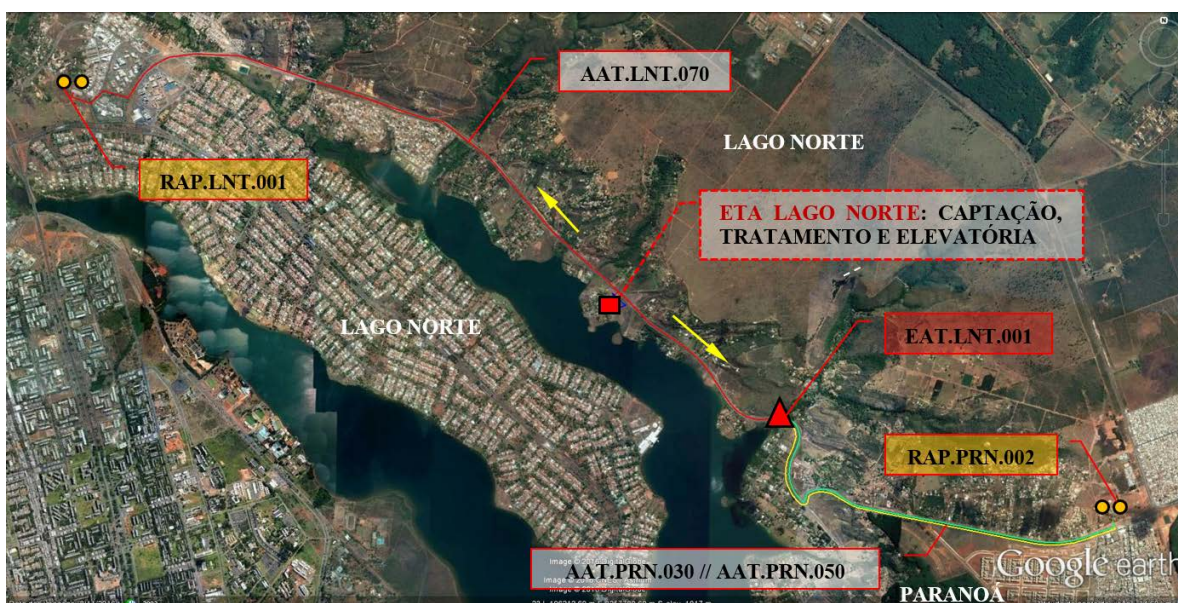 AAT.LNT.070
LAGO NORTE
RAP.LNT.001
ETA LAGO NORTE: CAPTAÇÃO,
TRATAMENTO E ELEVATÓRIA
LAGO NORTE
EAT.LNT.001
RAP.PRN.002
AAT.PRN.030 // AAT.PRN.050
Google earth
PARANOÁ